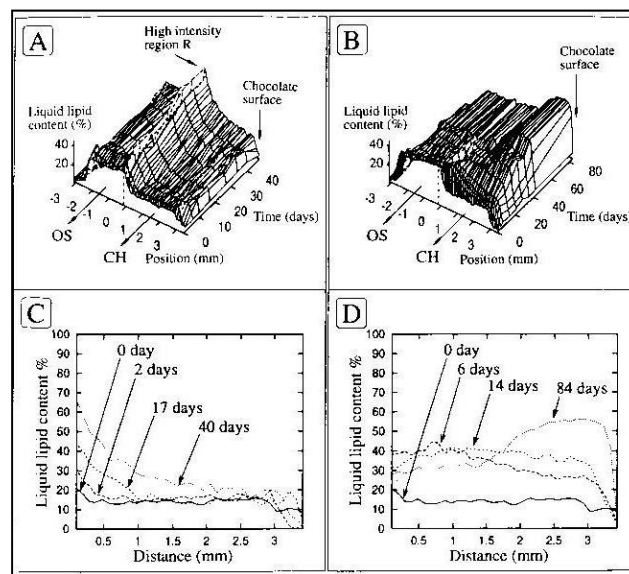 A
High intensity
region R
Chocolate
surface
Liquid lipid
content (%)
40
20
0
-3
-2
-1
0
1
2
3
OS
CH
Position (mm)
0
10
20
30
40
Time (days)
B
Chocolate
surface
Liquid lipid
content (%)
40
20
0
-3
-2
-1
0
1
2
3
OS
CH
Position (mm)
0
20
40
60
80
Time (days)
C
100
90
80
70
60
50
40
30
20
10
0
0 day
2 days
17 days
40 days
Liquid lipid content %
0.5 1 1.5 2 2.5 3
Distance (mm)
D
100
90
80
70
60
50
40
30
20
10
0
0 day
6 days
14 days
84 days
Liquid lipid content %
0.5 1 1.5 2 2.5 3
Distance (mm)